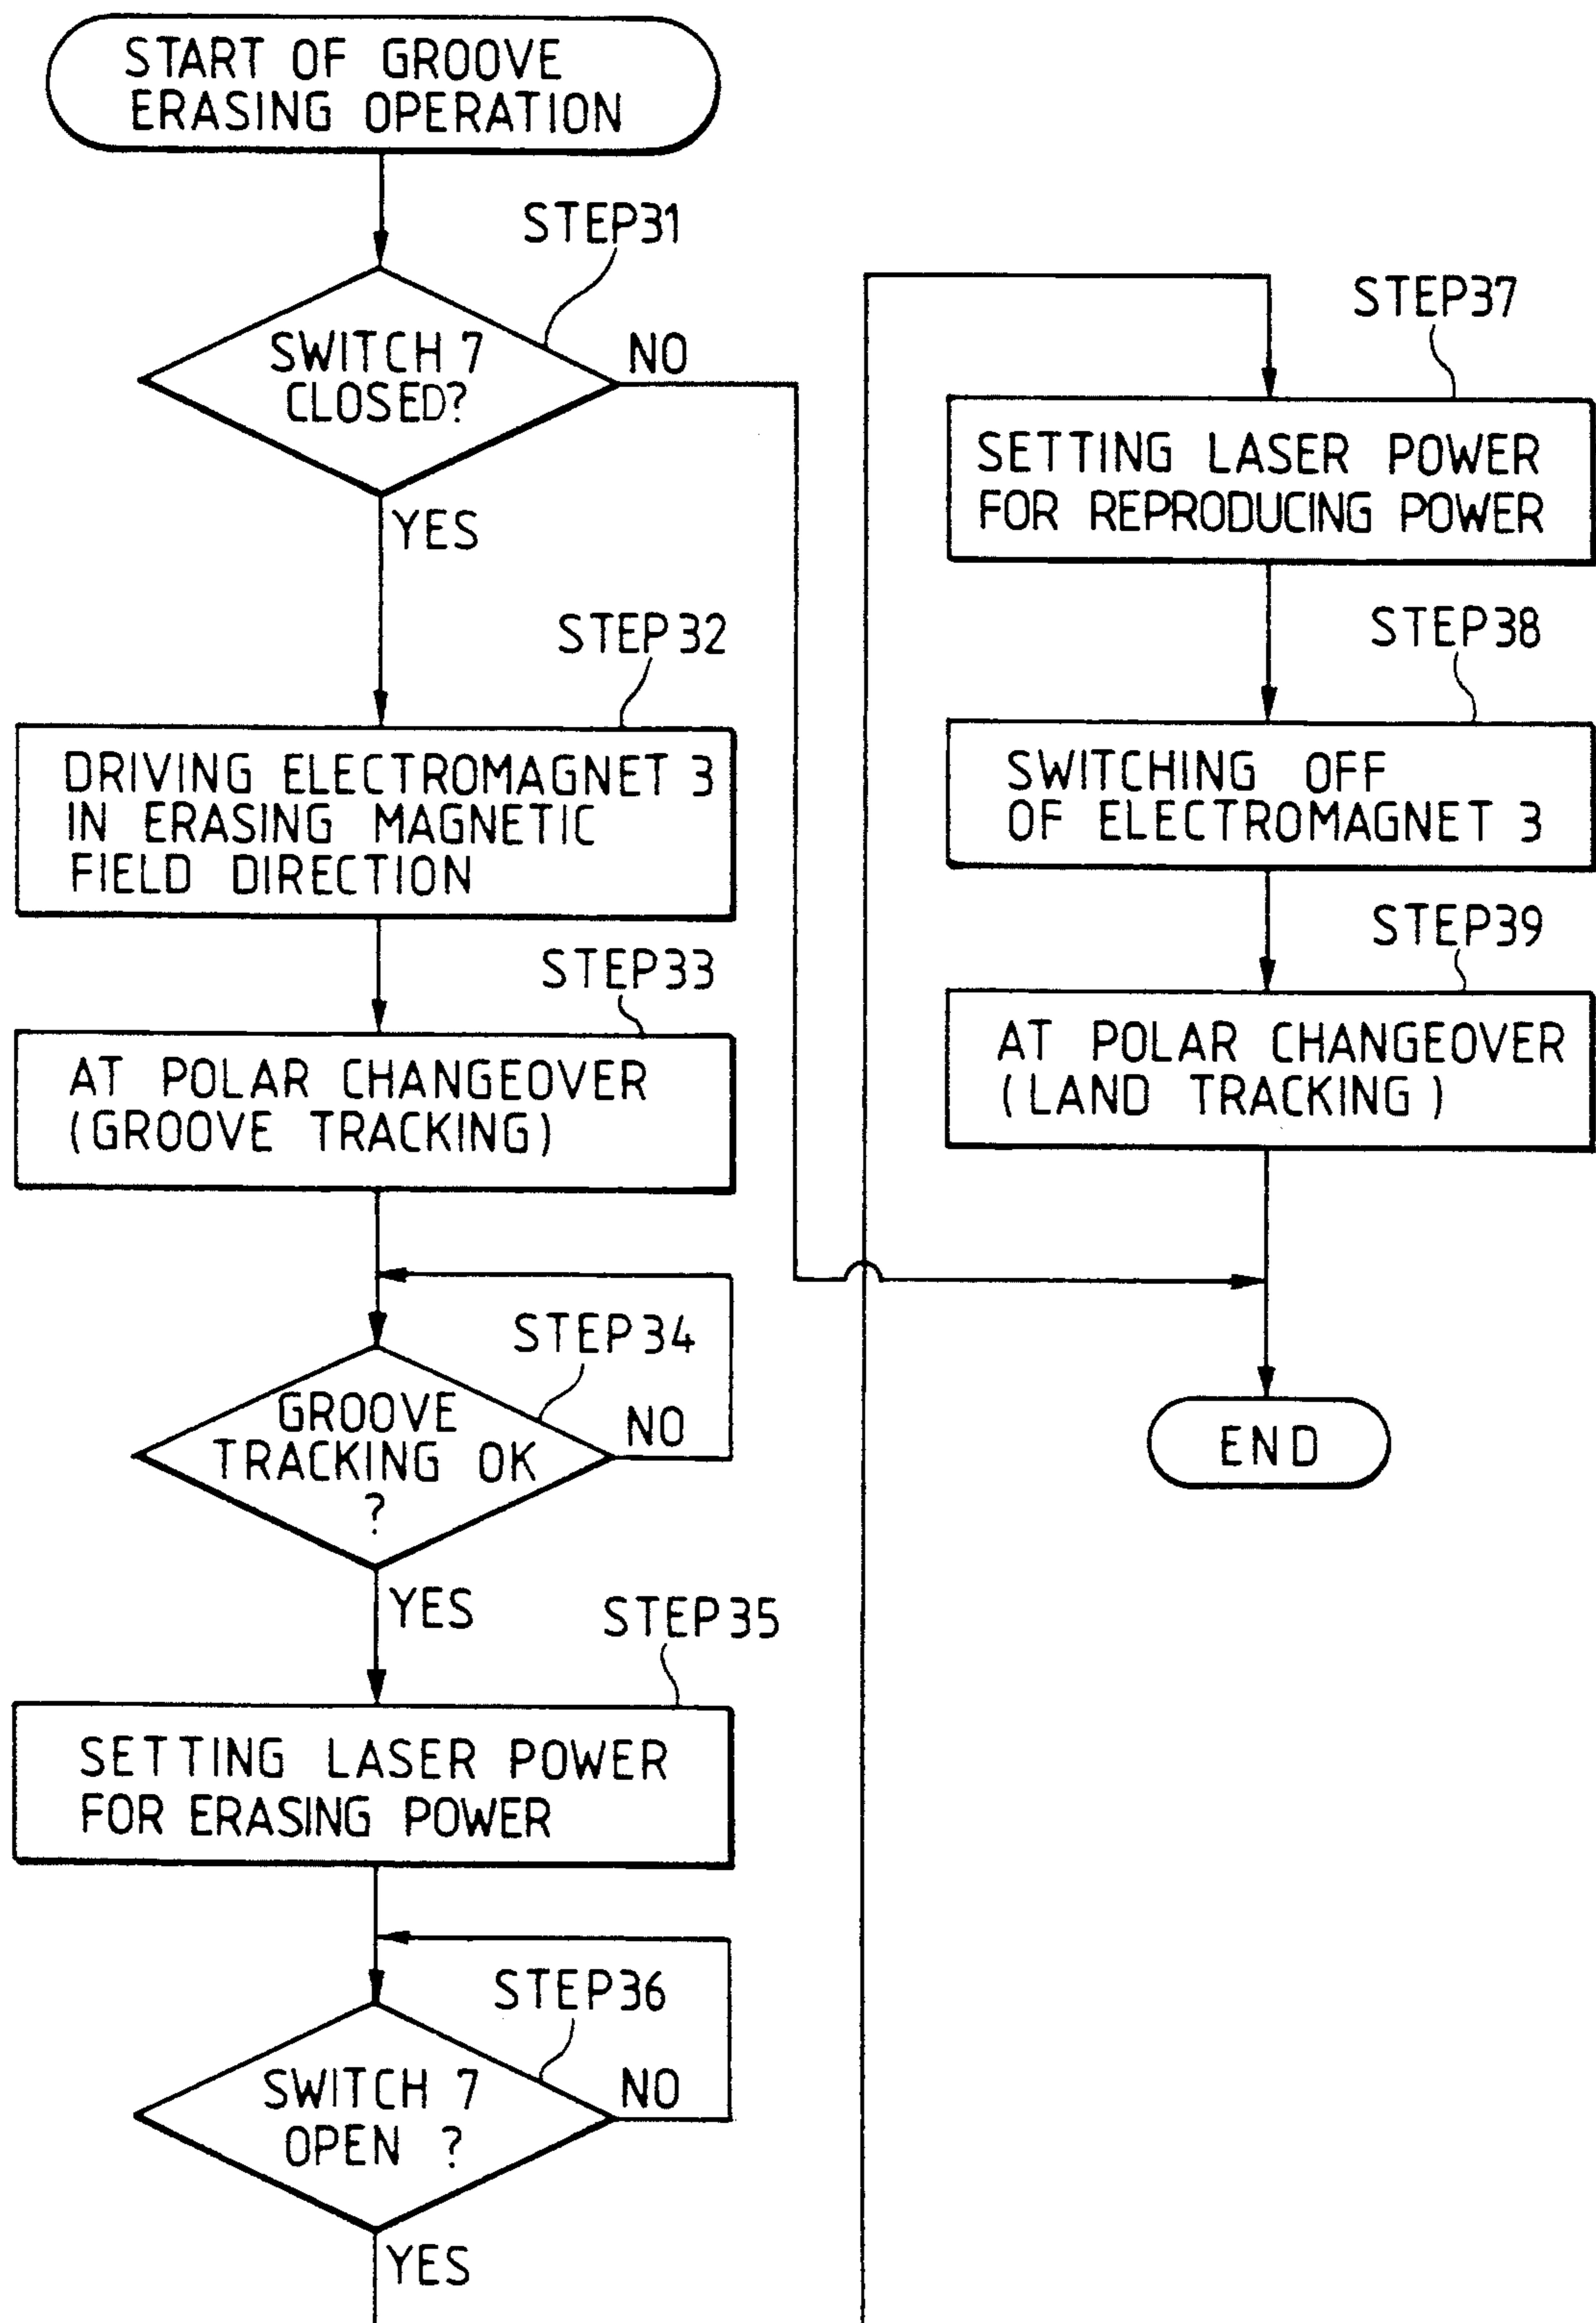 START OF GROOVE
ERASING OPERATION
STEP31
SWITCH 7
CLOSED?
NO
YES
STEP32
DRIVING ELECTROMAGNET 3
IN ERASING MAGNETIC
FIELD DIRECTION
STEP33
AT POLAR CHANGEOVER
(GROOVE TRACKING)
STEP34
GROOVE
TRACKING OK
?
NO
YES
STEP35
SETTING LASER POWER
FOR ERASING POWER
STEP36
SWITCH 7
OPEN ?
NO
YES
STEP37
SETTING LASER POWER
FOR REPRODUCING POWER
STEP38
SWITCHING OFF
OF ELECTROMAGNET 3
STEP39
AT POLAR CHANGEOVER
(LAND TRACKING)
END